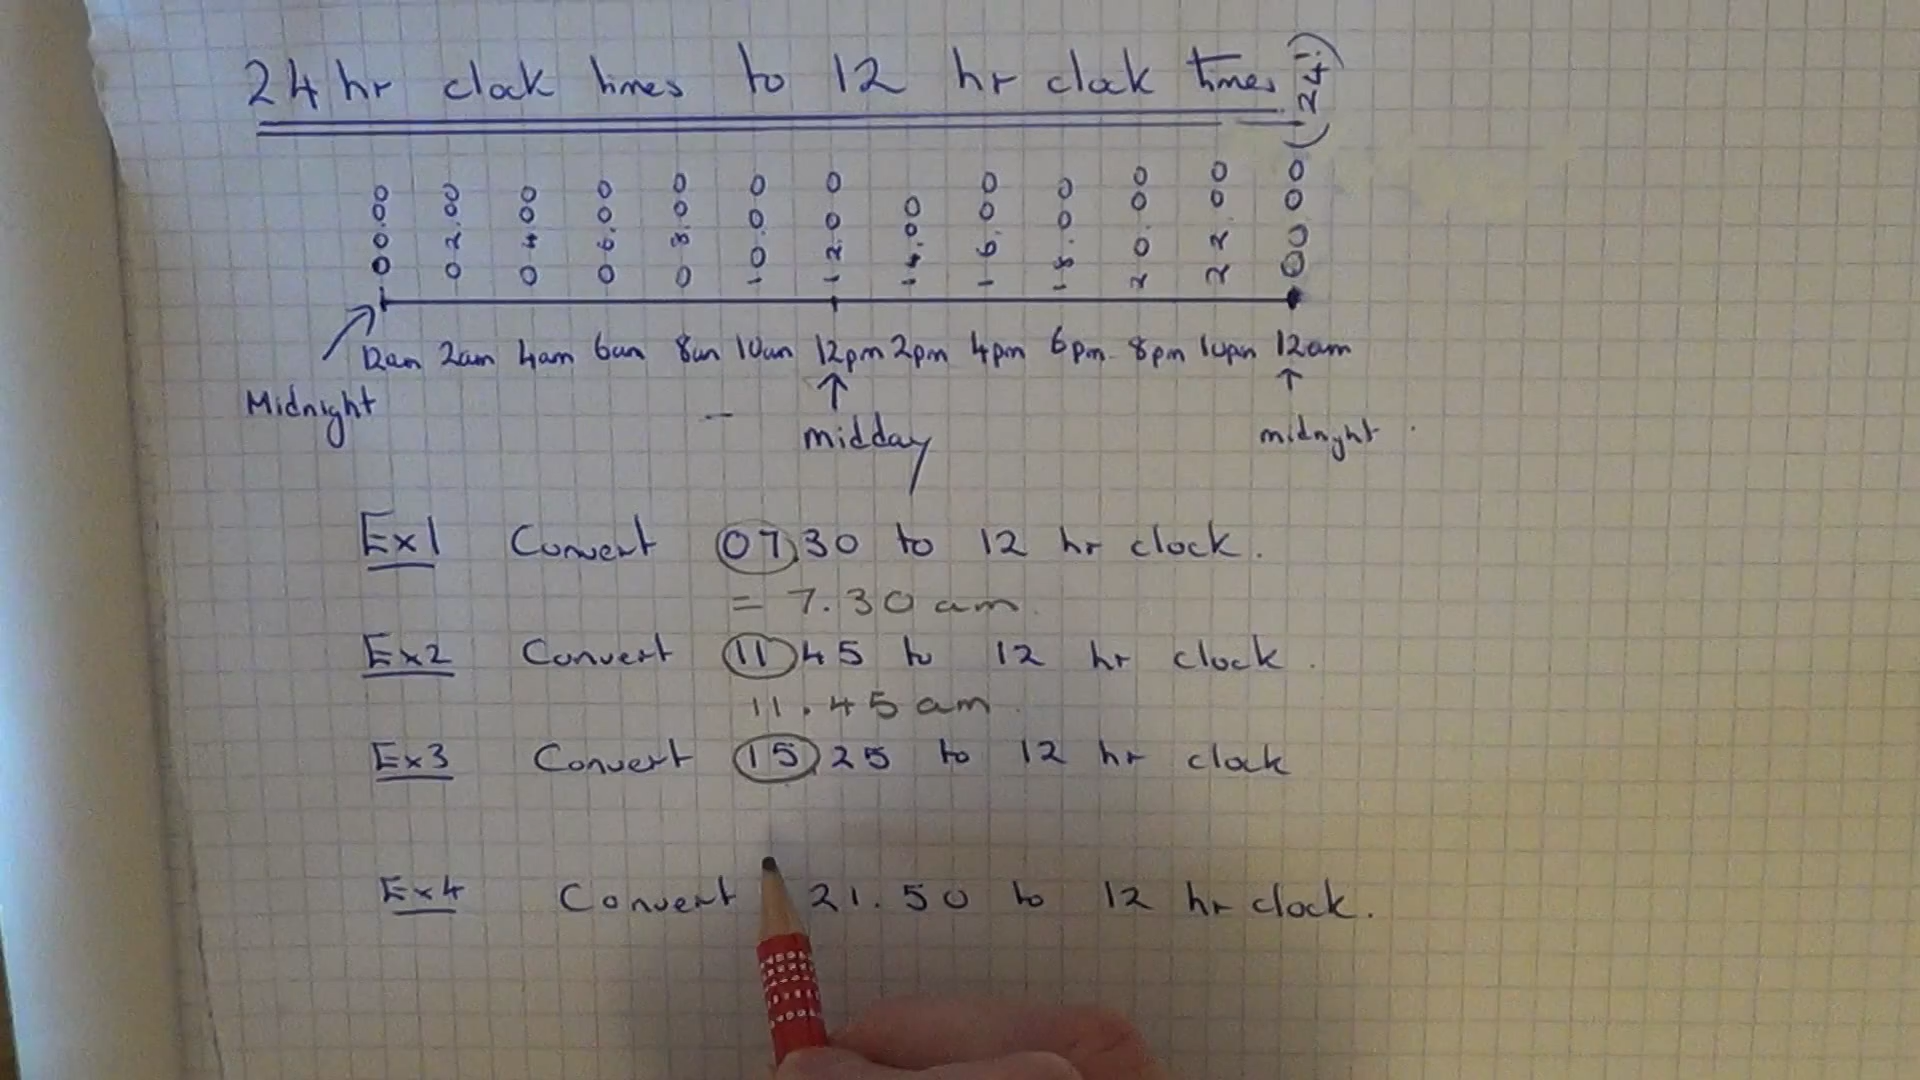 24 hr clock times to 12 hr clock times
(24!)
00.00 02.00 04.00 06.00 08.00 10.00 12.00 14.00 16.00 18.00 20.00 22.00 00.00
12am 2am 4am 6am 8am 10am 12pm 2pm 4pm 6pm 8pm 10pm 12am
Midnight midday midnight
Ex1 Convert 07.30 to 12 hr clock.
= 7.30 am.
Ex2 Convert 11 45 to 12 hr clock.
11.45 am.
Ex3 Convert 15.25 to 12 hr clock
Ex4 Convert 21.50 to 12 hr clock.